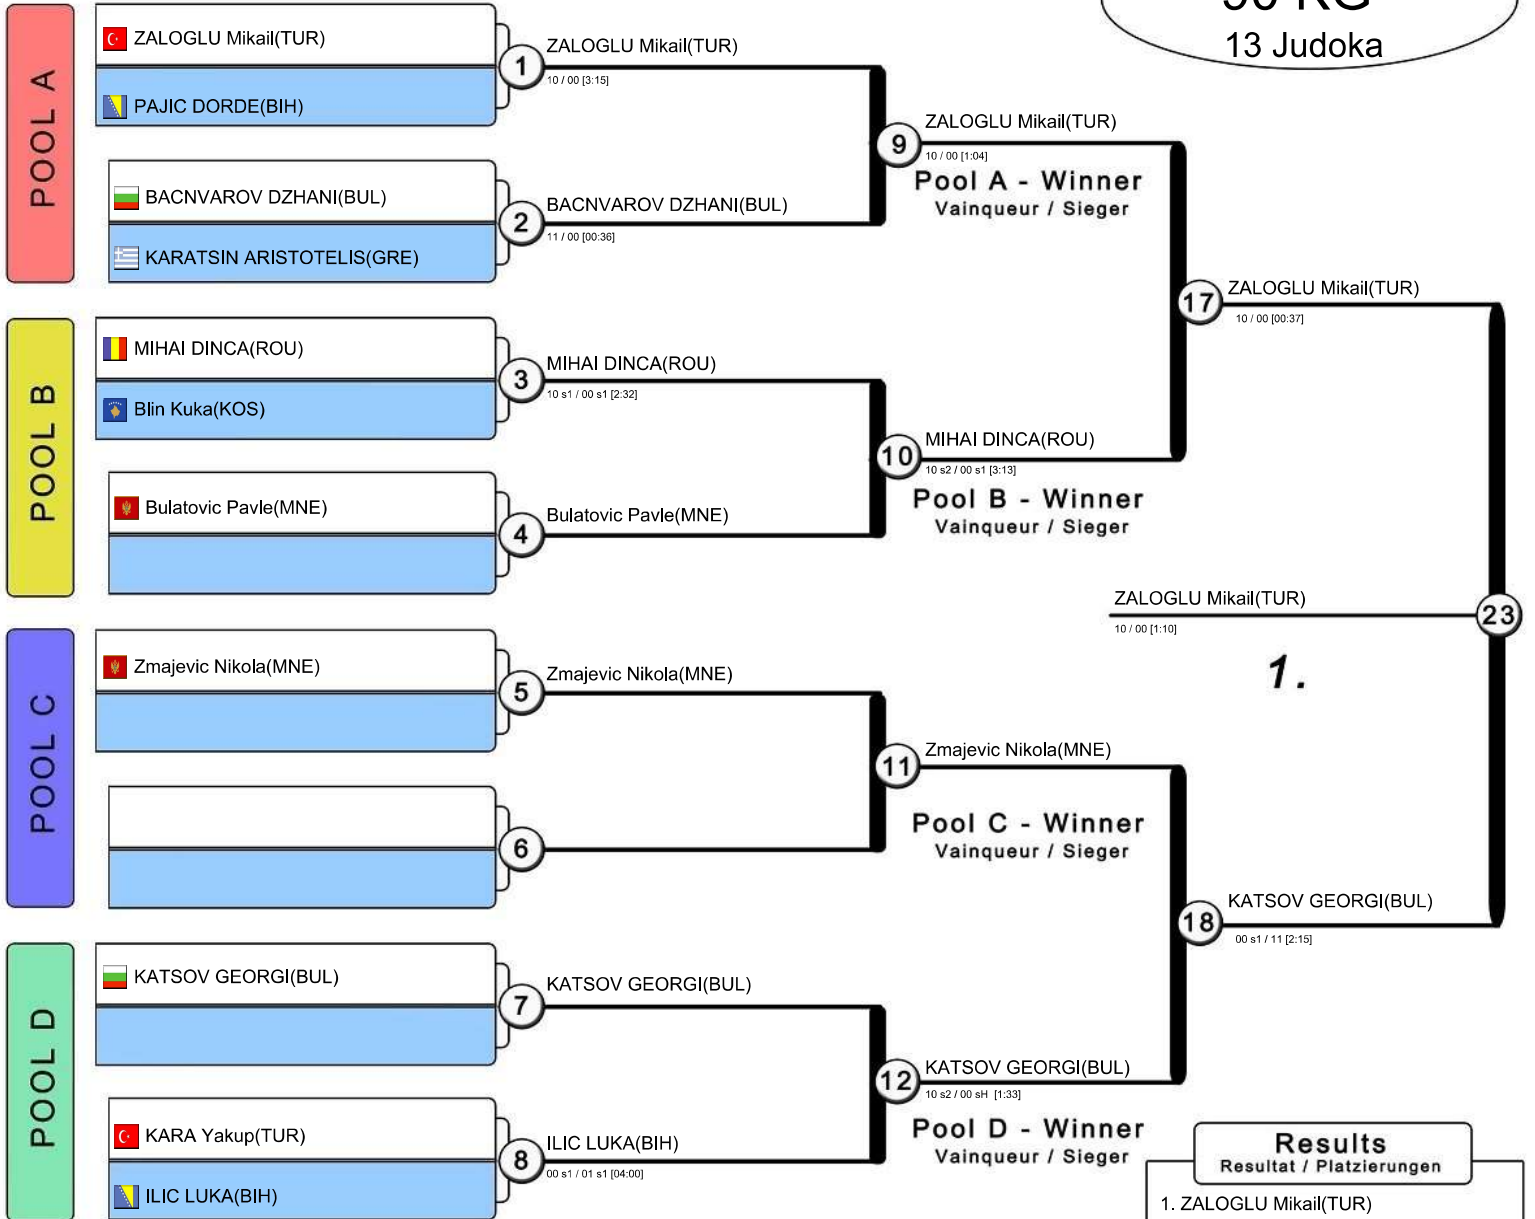 90 KG
13 Judoka
POOL A
ZALOGLU Mikail(TUR)
PAJIC DORDE(BIH)
1
ZALOGLU Mikail(TUR)
10 / 00 [3:15]
BACNVAROV DZHANI(BUL)
KARATSIN ARISTOTELIS(GRE)
2
BACNVAROV DZHANI(BUL)
11 / 00 [00:36]
9
ZALOGLU Mikail(TUR)
10 / 00 [1:04]
Pool A - Winner
Vainqueur / Sieger
POOL B
MIHAI DINCA(ROU)
Blin Kuka(KOS)
3
MIHAI DINCA(ROU)
10 s1 / 00 s1 [2:32]
Bulatovic Pavle(MNE)
4
Bulatovic Pavle(MNE)
10
MIHAI DINCA(ROU)
10 s2 / 00 s1 [3:13]
Pool B - Winner
Vainqueur / Sieger
17
ZALOGLU Mikail(TUR)
10 / 00 [00:37]
ZALOGLU Mikail(TUR)
10 / 00 [1:10]
23
1.
POOL C
Zmajevic Nikola(MNE)
5
Zmajevic Nikola(MNE)
6
11
Zmajevic Nikola(MNE)
Pool C - Winner
Vainqueur / Sieger
18
KATSOV GEORGI(BUL)
00 s1 / 11 [2:15]
POOL D
KATSOV GEORGI(BUL)
7
KATSOV GEORGI(BUL)
KARA Yakup(TUR)
ILIC LUKA(BIH)
8
ILIC LUKA(BIH)
00 s1 / 01 s1 [04:00]
12
KATSOV GEORGI(BUL)
10 s2 / 00 sH [1:33]
Pool D - Winner
Vainqueur / Sieger
Results
Resultat / Platzierungen
1. ZALOGLU Mikail(TUR)